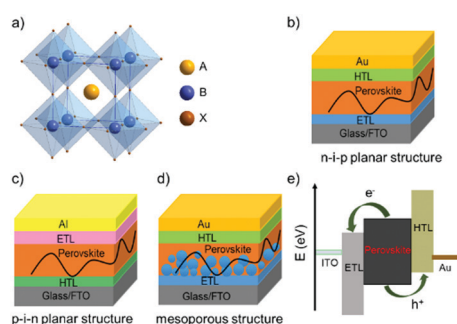 a)
A
B
X
b)
Au
HTL
Perovskite
ETL
Glass/FTO
n-i-p planar structure
c)
Al
ETL
Perovskite
HTL
Glass/FTO
p-i-n planar structure
d)
Au
HTL
Perovskite
ETL
Glass/FTO
mesoporous structure
e)
E (eV)
ITO
ETL
e-
Perovskite
h+
HTL
Au